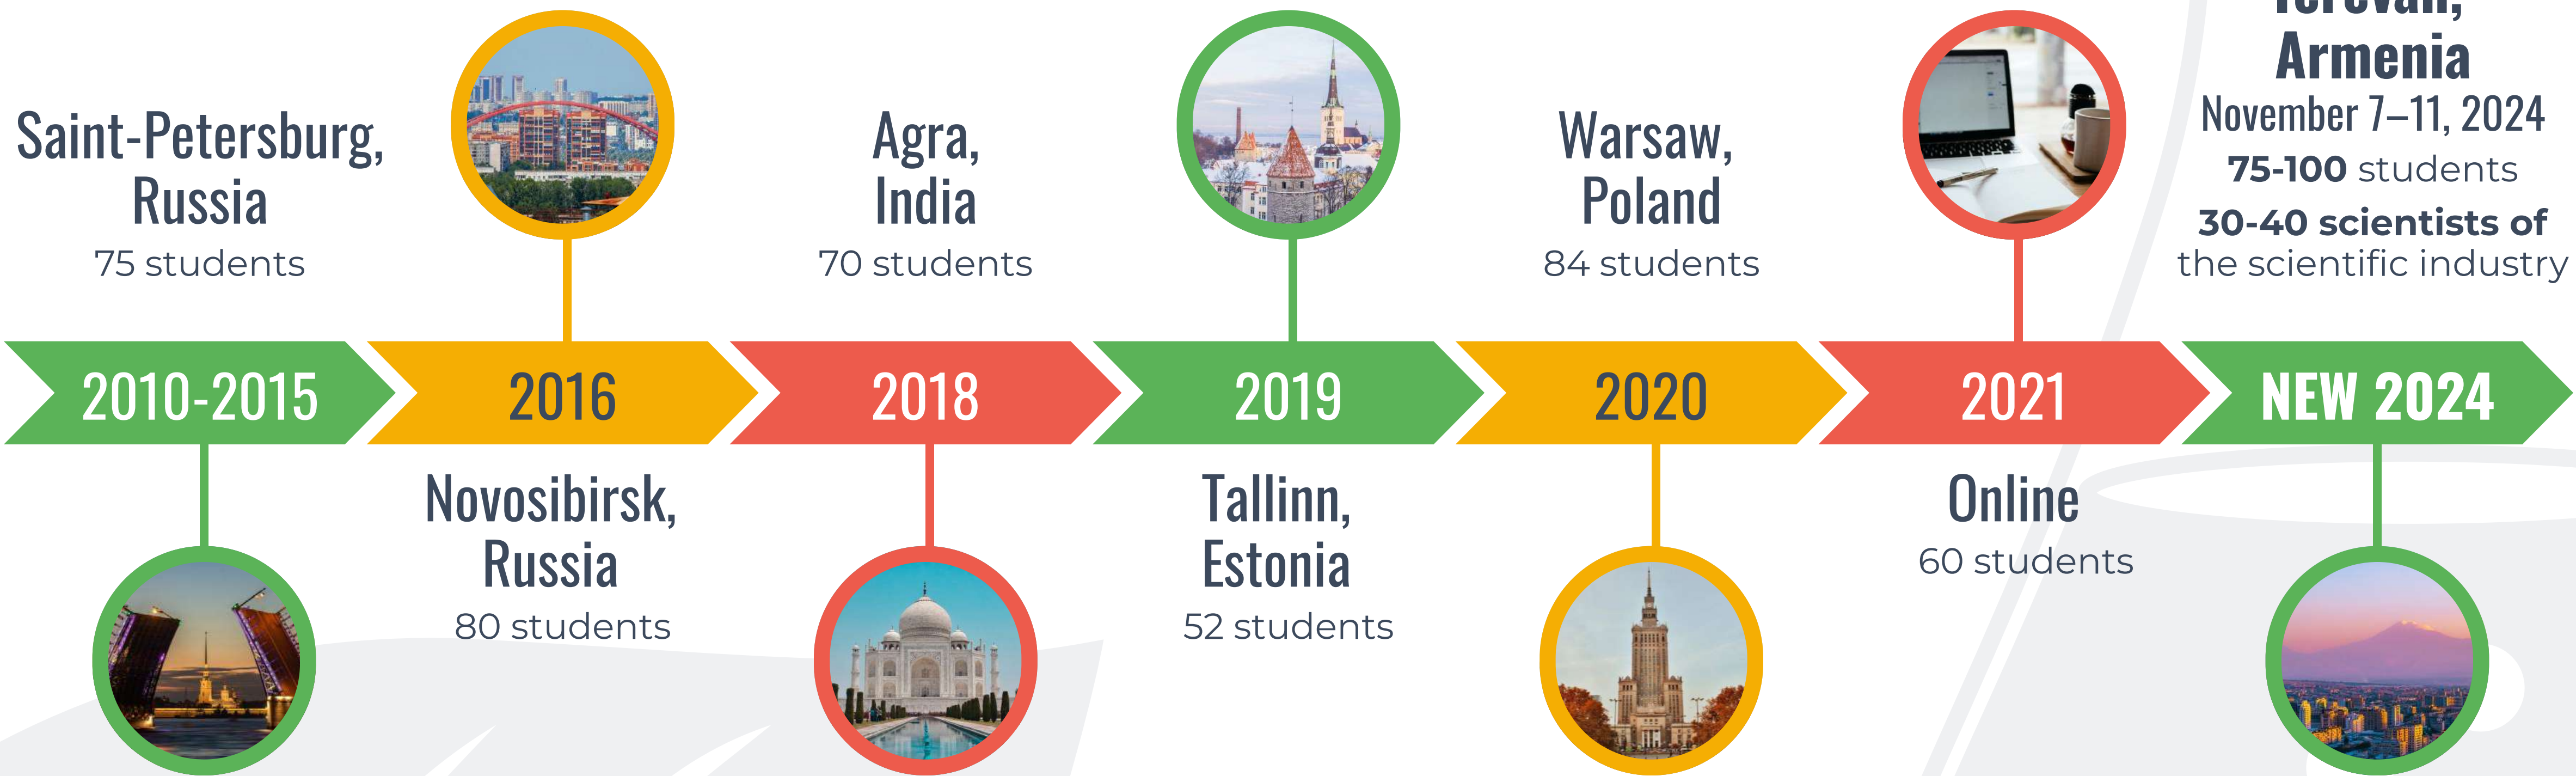 Saint-Petersburg,
Russia
75 students
2010-2015
2016
Novosibirsk,
Russia
80 students
Agra,
India
70 students
2018
2019
Tallinn,
Estonia
52 students
Warsaw,
Poland
84 students
2020
2021
Online
60 students
Yerevan,
Armenia
November 7–11, 2024
75-100 students
30-40 scientists of
the scientific industry
NEW 2024